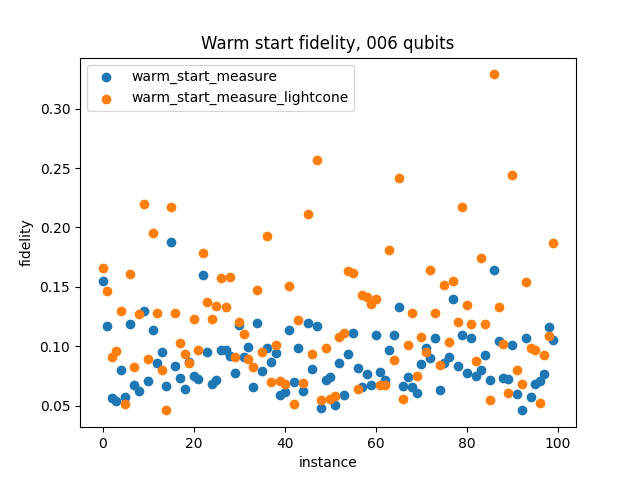 Warm start fidelity, 006 qubits
warm_start_measure
warm_start_measure_lightcone
fidelity
0.30
0.25
0.20
0.15
0.10
0.05
0 20 40 60 80 100
instance